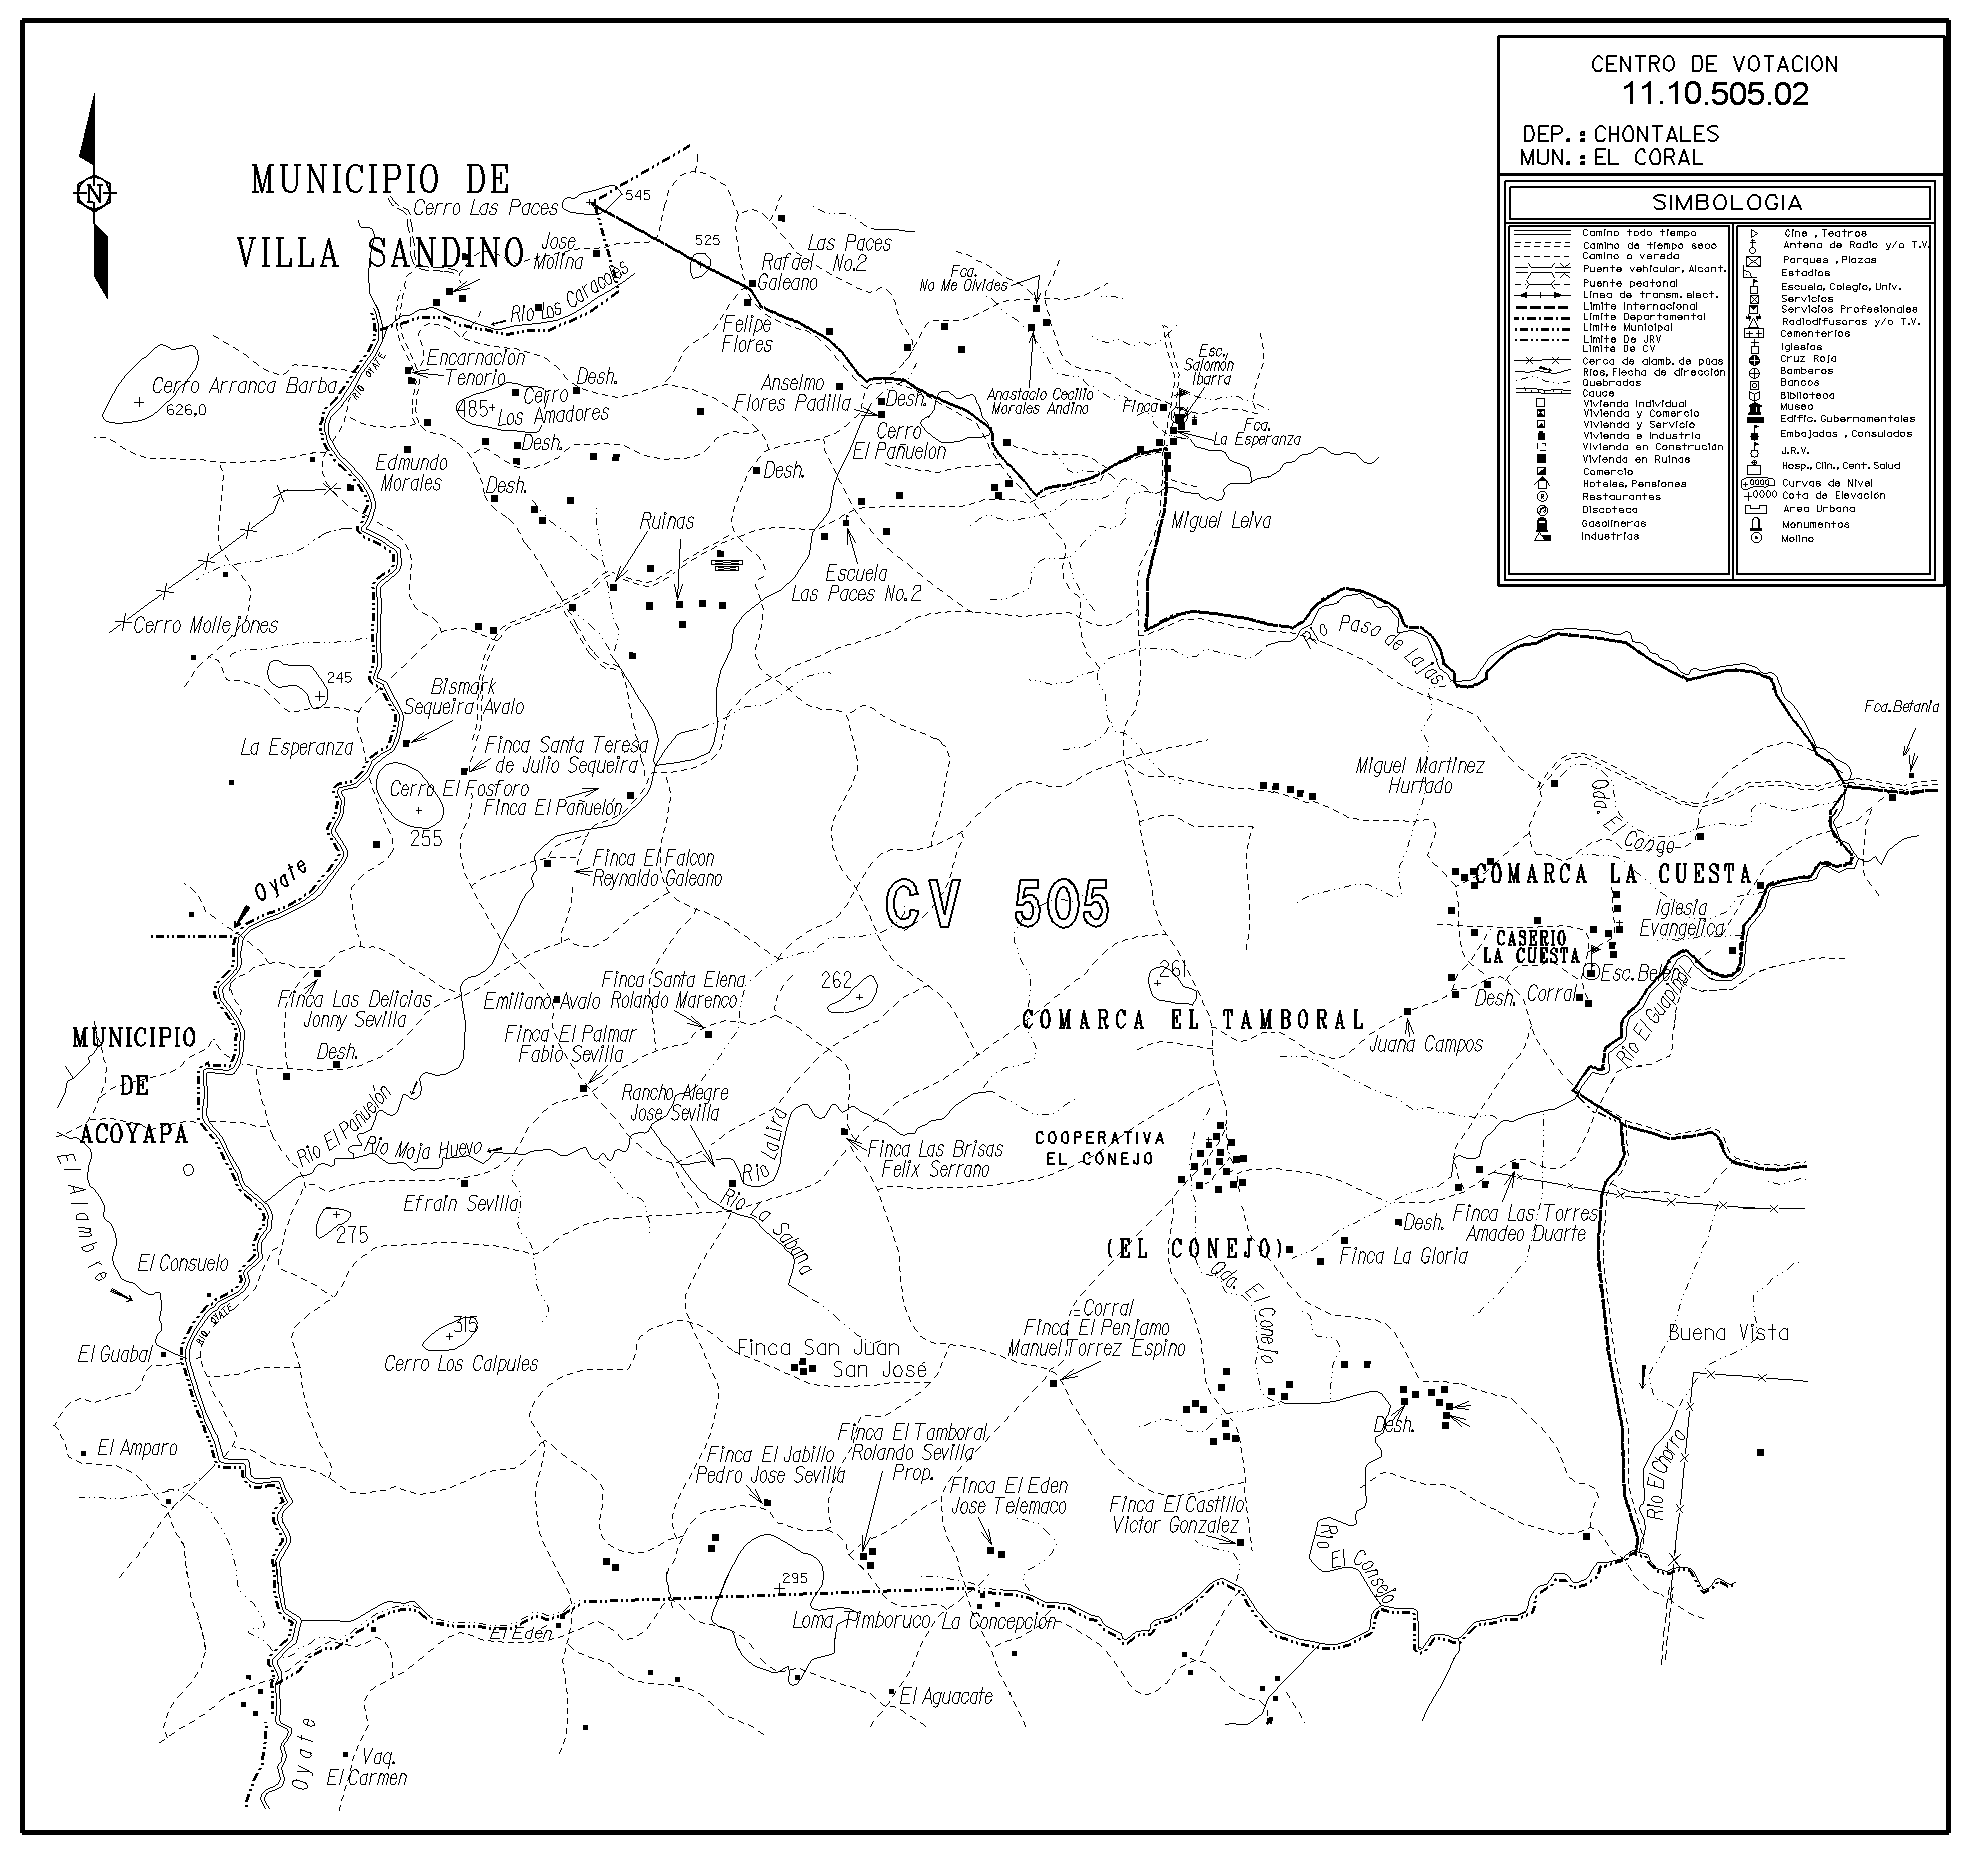 CENTRO DE VOTACION
11.10.505.02
DEP. : CHONTALES
MUN. : EL CORAL
SIMBOLOGIA
Camino todo tiempo
Camino de tiempo seco
Camino o vereda
Puente vehicular, Alcant.
Puente peatonal
Linea de transm. elect.
Limite Internacional
Limite Departamental
Limite Municipal
Limite De JRV
Limite De CV
Cerca de alamb. de púas
Rios, Flecha de dirección
Quebradas
Cauce
Vivienda Individual
Vivienda y Comercio
Vivienda y Servicio
Vivienda e Industria
Vivienda en Construción
Vivienda en Ruinas
Comercio
Hoteles, Pensiones
Restaurantes
Discoteca
Gasolineras
Industrias
Cine , Teatros
Antena de Radio y/o T.V.
Parques , Plazas
Estadios
Escuela, Colegio, Univ.
Servicios
Servicios Profesionales
Radiodifusoras y/o T.V.
Cementerios
Iglesias
Cruz Roja
Bomberos
Bancos
Biblioteca
Museo
Edific. Gubernamentales
Embajadas , Consulados
J.R.V.
Hosp., Clin., Cent. Salud
Curvas de Nivel
Cota de Elevación
Area Urbana
Monumentos
Molino
N
MUNICIPIO DE
VILLA SANDINO
Cerro Las Paces
545
Jose
Molina
525
Las Paces
No.2
Rafael
Galeano
Fca.
No Me Olvides
Rio Los Caracoles
Felipe
Flores
RIO OYATE
Encarnacion
Tenorio
Cerro Arranca Barba
626.0
Desh.
485
Cerro
Los Amadores
Anselmo
Flores Padilla
Desh.
Anastacio Cecilio
Morales Andino
Esc.,
Salomón
Ibarra
Finca
Fca.
La Esperanza
Cerro
El Pañuelon
Desh.
Edmundo
Morales
Desh.
Desh.
Ruinas
Miguel Leiva
Escuela
Las Paces No.2
Cerro Mollejones
Rio Paso de Lajas
245
Bismark
Sequeira Avalo
Fca.Betania
La Esperanza
Finca Santa Teresa
de Julio Sequeira
Cerro El Fosforo
Finca El Pañuelón
255
Miguel Martinez
Hurtado
Qda. El Congo
Finca El Falcon
Reynaldo Galeano
Oyate
CV 505
COMARCA LA CUESTA
Iglesia
Evangelica
CASERIO
LA CUESTA
Esc.Belen
Desh.
Corral
Finca Las Delicias
Jonny Sevilla
Emiliano Avalo
Finca Santa Elena
Rolando Marenco
262
261
COMARCA EL TAMBORAL
Finca El Palmar
Fabio Sevilla
Juana Campos
Rio El Guapino
MUNICIPIO
DE
ACOYAPA
Desh.
Rancho Alegre
Jose Sevilla
Rio El Pañuelon
Rio Moja Huevo
Rio La Lira
Finca Las Brisas
Felix Serrano
COOPERATIVA
EL CONEJO
El Alambre
Efrain Sevilla
Rio La Sabana
275
Desh.
Finca Las Torres
Amadeo Duarte
(EL CONEJO)
Finca La Gloria
El Consuelo
Qda. El Conejo
RIO OYATE
315
Cerro Los Calpules
El Guabal
Corral
Finca El Penjamo
Manuel Torrez Espino
Finca San Juan
San José
Buena Vista
El Amparo
Finca El Tamboral
Rolando Sevilla
Prop.
Finca El Jabillo
Pedro Jose Sevilla
Desh.
Finca El Eden
Jose Telemaco
Finca El Castillo
Victor Gonzalez
Rio El Chorro
Rio El Consejo
295
Loma Pimboruco
La Concepción
El Eden
El Aguacate
Oyate
Vaq.
El Carmen